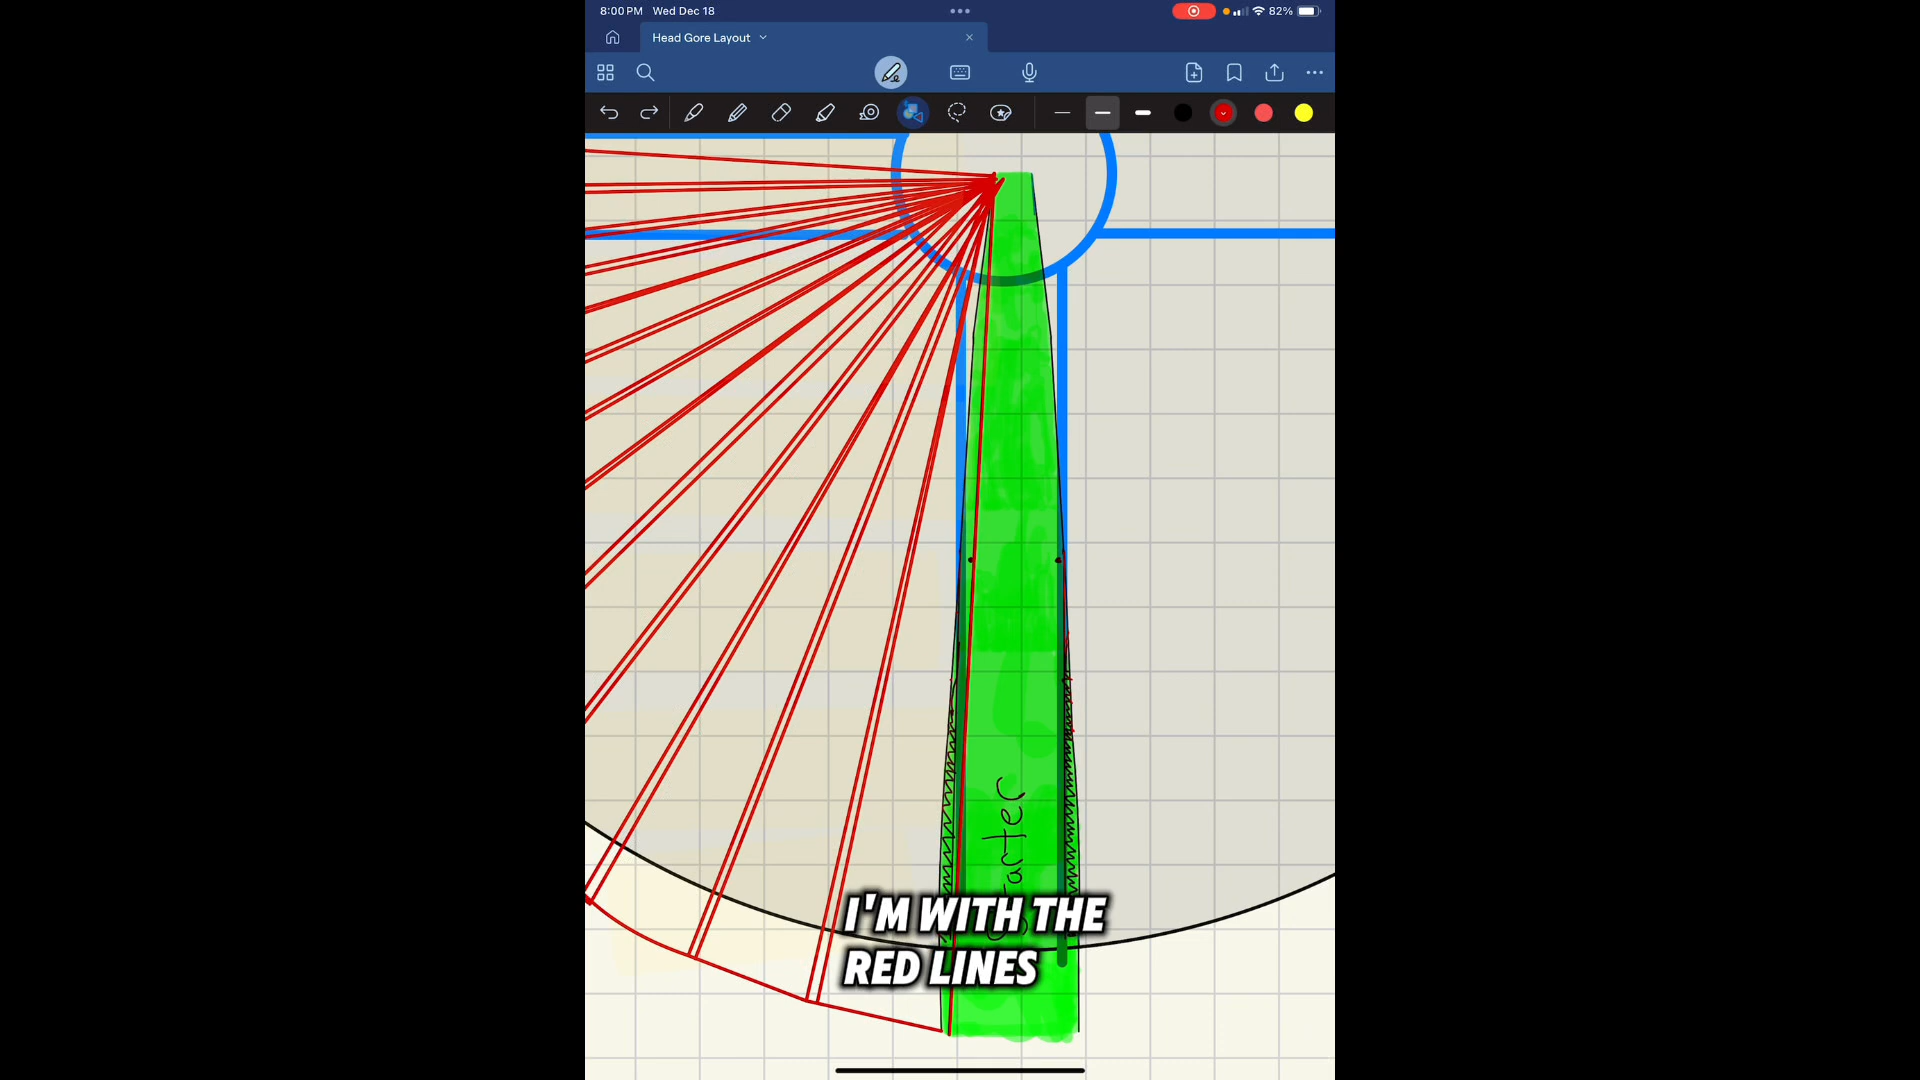 8:00 PM Wed Dec 18
82%
Head Gore Layout
I'M WITH THE
RED LINES